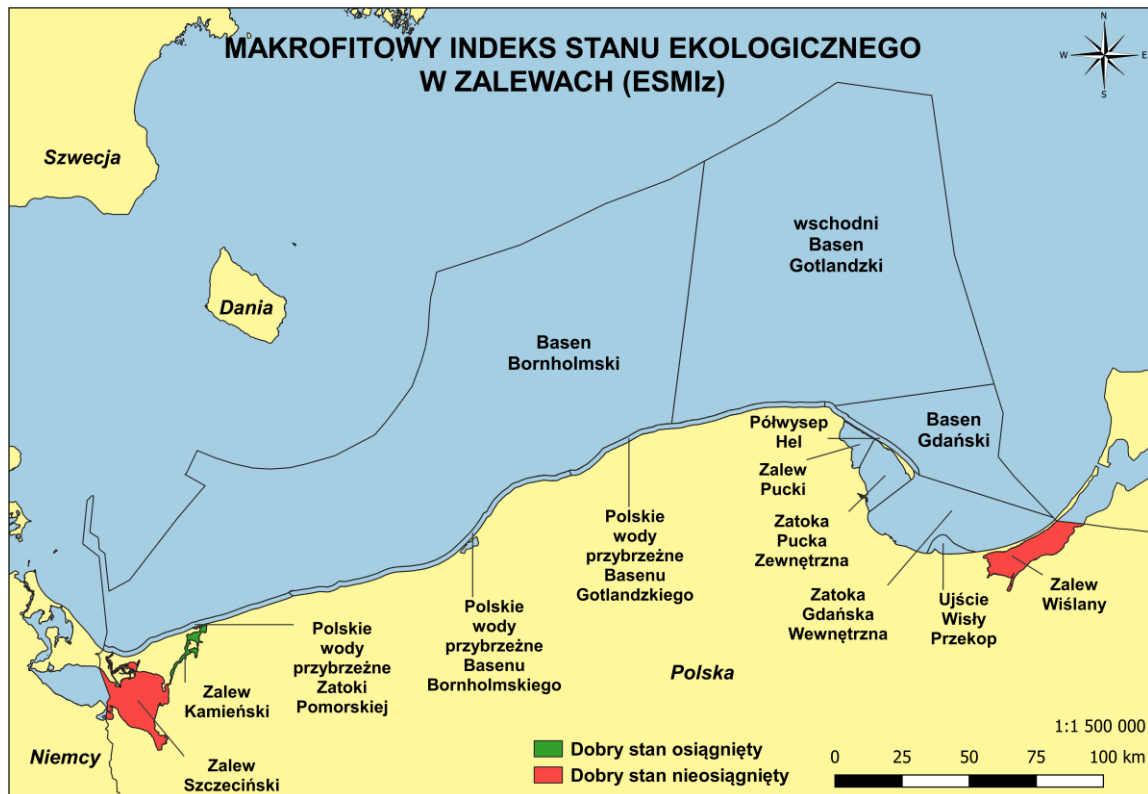 MAKROFITOWY INDEKS STANU EKOLOGICZNEGO
W ZALEWACH (ESMIz)
N
W
E
S
Szwecja
Dania
wschodni
Basen
Gotlandzki
Basen
Bornholmski
Basen
Gdański
Półwysep
Hel
Zalew
Pucki
Zatoka
Pucka
Zewnętrzna
Zatoka
Gdańska
Wewnętrzna
Ujście
Wisły
Przekop
Zalew
Wiślany
Polskie
wody
przybrzeżne
Basenu
Gotlandzkiego
Polskie
wody
przybrzeżne
Basenu
Bornholmskiego
Polskie
wody
przybrzeżne
Zatoki
Pomorskiej
Zalew
Kamieński
Zalew
Szczeciński
Niemcy
Polska
Dobry stan osiągnięty
Dobry stan nieosiągnięty
1:1 500 000
0 25 50 75 100 km